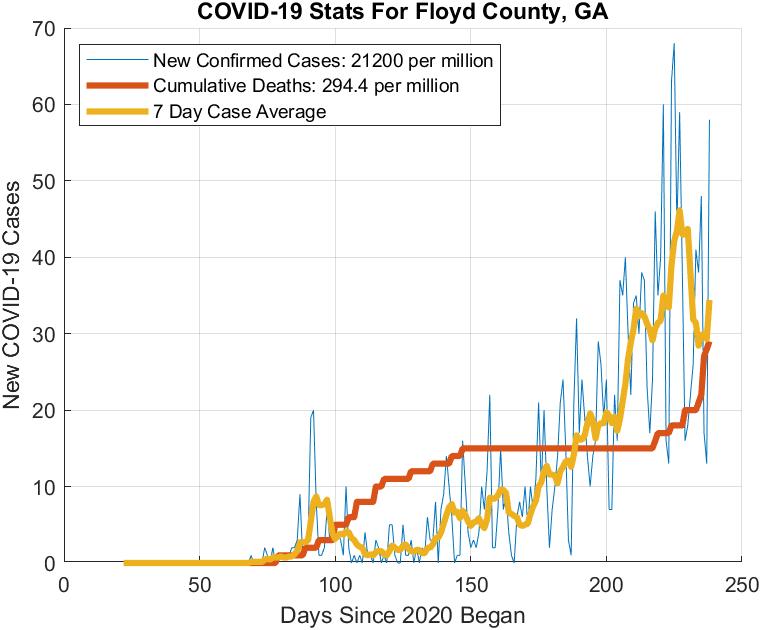 COVID-19 Stats For Floyd County, GA
70
60
50
40
30
20
10
0
New COVID-19 Cases
New Confirmed Cases: 21200 per million
Cumulative Deaths: 294.4 per million
7 Day Case Average
0 50 100 150 200 250
Days Since 2020 Began